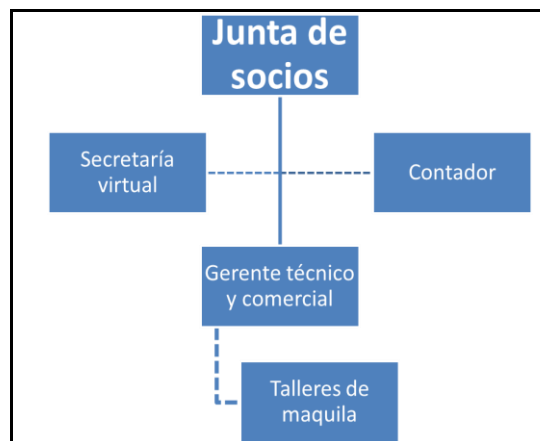 Junta de
socios
Secretaría
virtual
Contador
Gerente técnico
y comercial
Talleres de
maquila